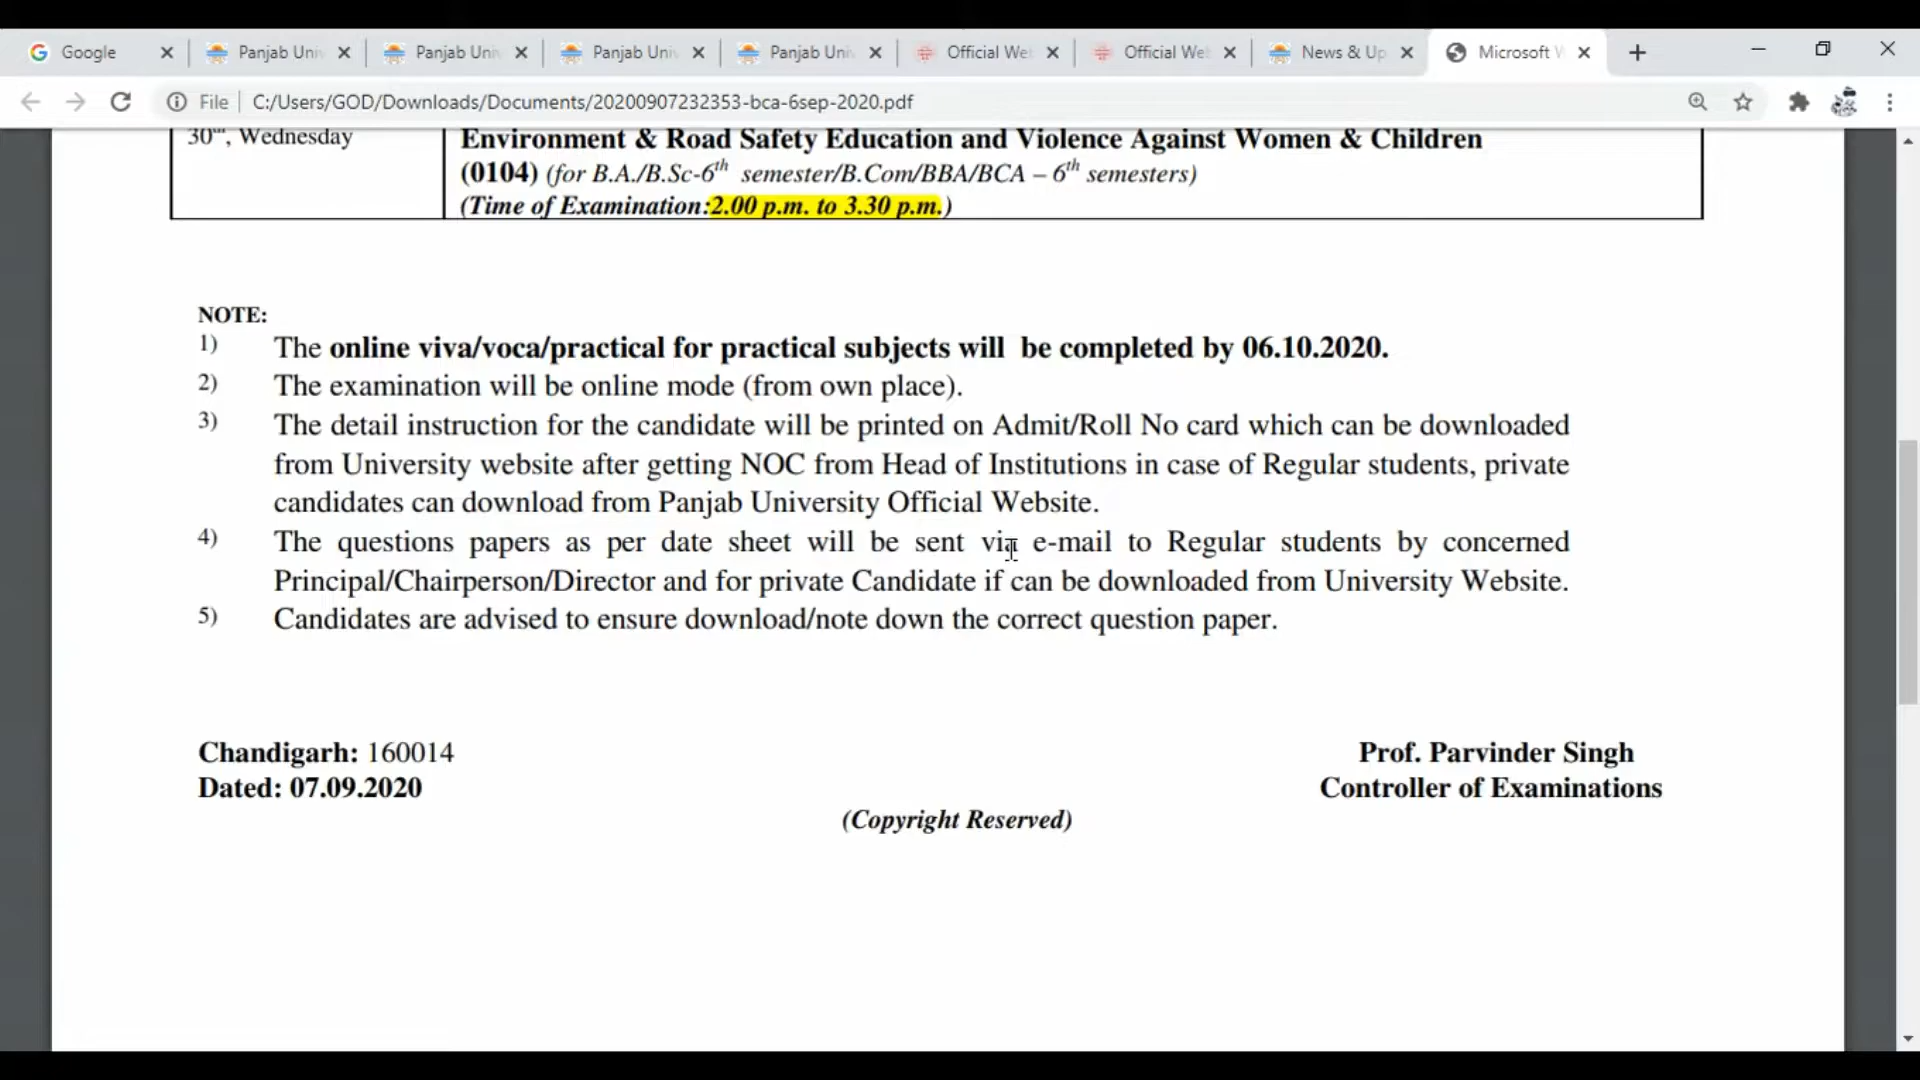 Google
Panjab Uni
Panjab Uni
Panjab Uni
Panjab Uni
Official We
Official We
News & Up
Microsoft W
File
C:/Users/GOD/Downloads/Documents/20200907232353-bca-6sep-2020.pdf
30th, Wednesday
Environment & Road Safety Education and Violence Against Women & Children
(0104) (for B.A./B.Sc-6th semester/B.Com/BBA/BCA – 6th semesters)
(Time of Examination:2.00 p.m. to 3.30 p.m.)
NOTE:
1) The online viva/voca/practical for practical subjects will be completed by 06.10.2020.
2) The examination will be online mode (from own place).
3) The detail instruction for the candidate will be printed on Admit/Roll No card which can be downloaded
from University website after getting NOC from Head of Institutions in case of Regular students, private
candidates can download from Panjab University Official Website.
4) The questions papers as per date sheet will be sent via e-mail to Regular students by concerned
Principal/Chairperson/Director and for private Candidate if can be downloaded from University Website.
5) Candidates are advised to ensure download/note down the correct question paper.
Chandigarh: 160014
Prof. Parvinder Singh
Dated: 07.09.2020
Controller of Examinations
(Copyright Reserved)